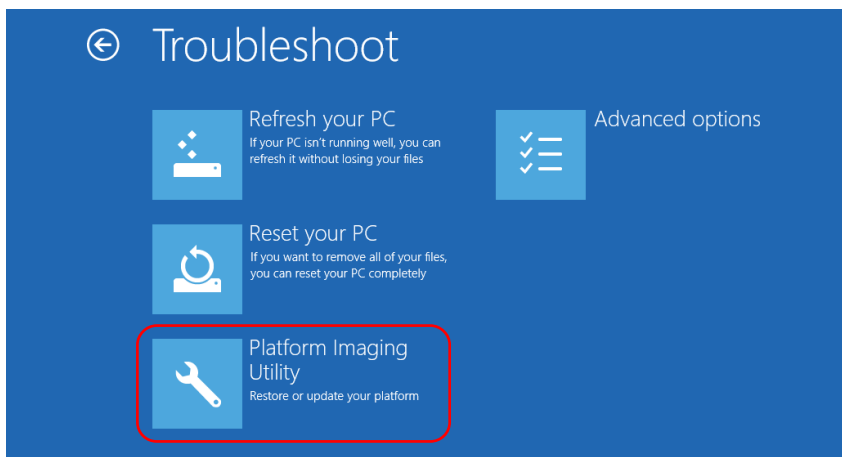 Troubleshoot
Refresh your PC
If your PC isn't running well, you can
refresh it without losing your files
Advanced options
Reset your PC
If you want to remove all of your files,
you can reset your PC completely
Platform Imaging
Utility
Restore or update your platform